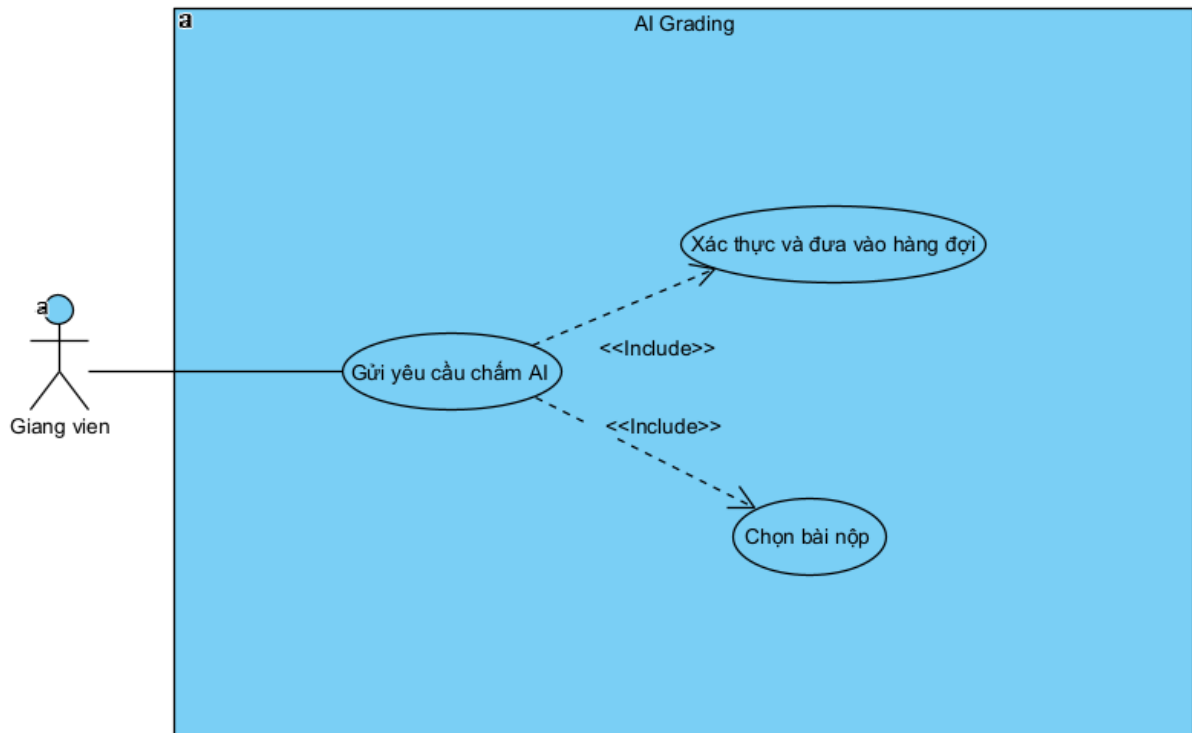 a
AI Grading
Xác thực và đưa vào hàng đợi
a
<<Include>>
Gửi yêu cầu chấm AI
Giang vien
<<Include>>
Chọn bài nộp